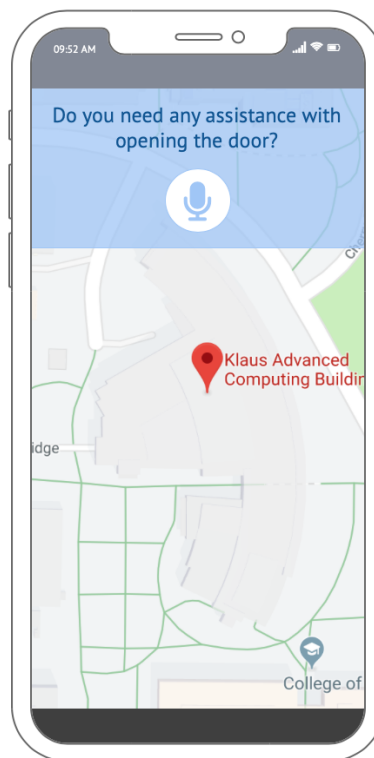 09:52 AM
Do you need any assistance with
opening the door?
Cher
Klaus Advanced
Computing Buildin
idge
College of